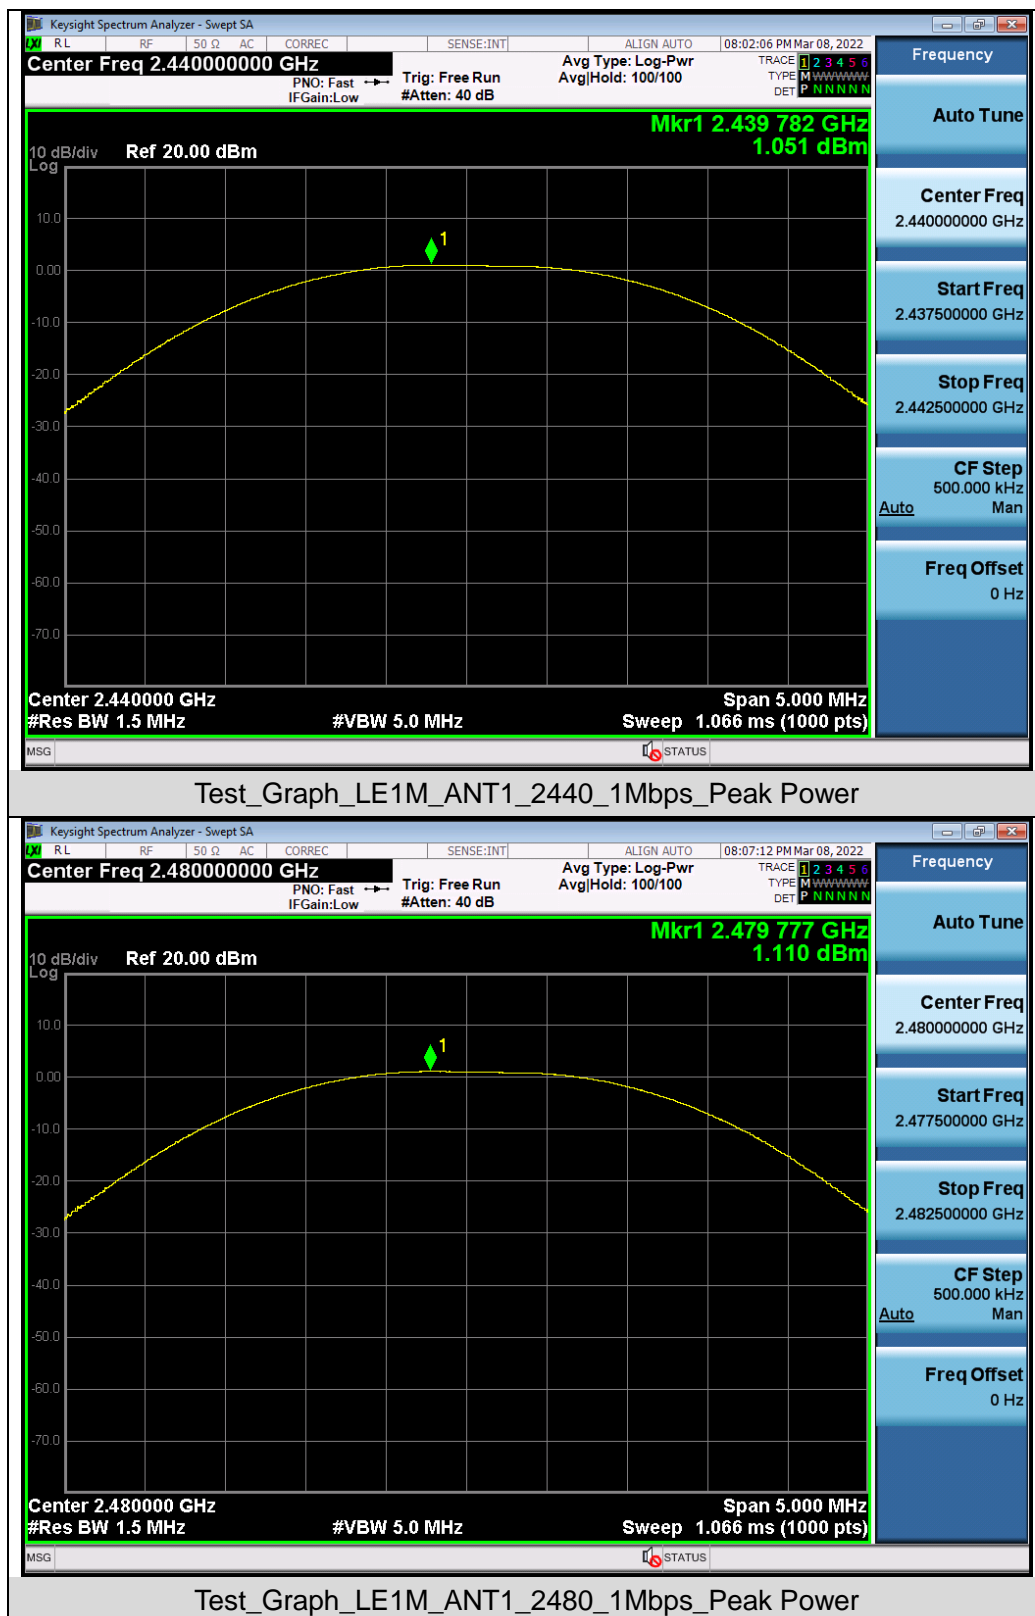 Keysight Spectrum Analyzer - Swept SA
LXI RL RF 50 Ω AC CORREC SENSE:INT ALIGN AUTO 08:02:06 PM Mar 08, 2022
Center Freq 2.440000000 GHz
PNO: Fast
IFGain:Low
Trig: Free Run
#Atten: 40 dB
Avg Type: Log-Pwr
Avg|Hold: 100/100
TRACE 1 2 3 4 5 6
TYPE M WWWWW
DET P N N N N N
Frequency
Mkr1 2.439 782 GHz
1.051 dBm
10 dB/div
Log
Ref 20.00 dBm
10.0
0.00
-10.0
-20.0
-30.0
-40.0
-50.0
-60.0
-70.0
1
Center 2.440000 GHz
#Res BW 1.5 MHz
#VBW 5.0 MHz
Span 5.000 MHz
Sweep 1.066 ms (1000 pts)
Auto Tune
Center Freq
2.440000000 GHz
Start Freq
2.437500000 GHz
Stop Freq
2.442500000 GHz
CF Step
500.000 kHz
Auto Man
Freq Offset
0 Hz
MSG STATUS
Test_Graph_LE1M_ANT1_2440_1Mbps_Peak Power
Keysight Spectrum Analyzer - Swept SA
LXI RL RF 50 Ω AC CORREC SENSE:INT ALIGN AUTO 08:07:12 PM Mar 08, 2022
Center Freq 2.480000000 GHz
PNO: Fast
IFGain:Low
Trig: Free Run
#Atten: 40 dB
Avg Type: Log-Pwr
Avg|Hold: 100/100
TRACE 1 2 3 4 5 6
TYPE M WWWWW
DET P N N N N N
Frequency
Mkr1 2.479 777 GHz
1.110 dBm
10 dB/div
Log
Ref 20.00 dBm
10.0
0.00
-10.0
-20.0
-30.0
-40.0
-50.0
-60.0
-70.0
1
Center 2.480000 GHz
#Res BW 1.5 MHz
#VBW 5.0 MHz
Span 5.000 MHz
Sweep 1.066 ms (1000 pts)
Auto Tune
Center Freq
2.480000000 GHz
Start Freq
2.477500000 GHz
Stop Freq
2.482500000 GHz
CF Step
500.000 kHz
Auto Man
Freq Offset
0 Hz
MSG STATUS
Test_Graph_LE1M_ANT1_2480_1Mbps_Peak Power